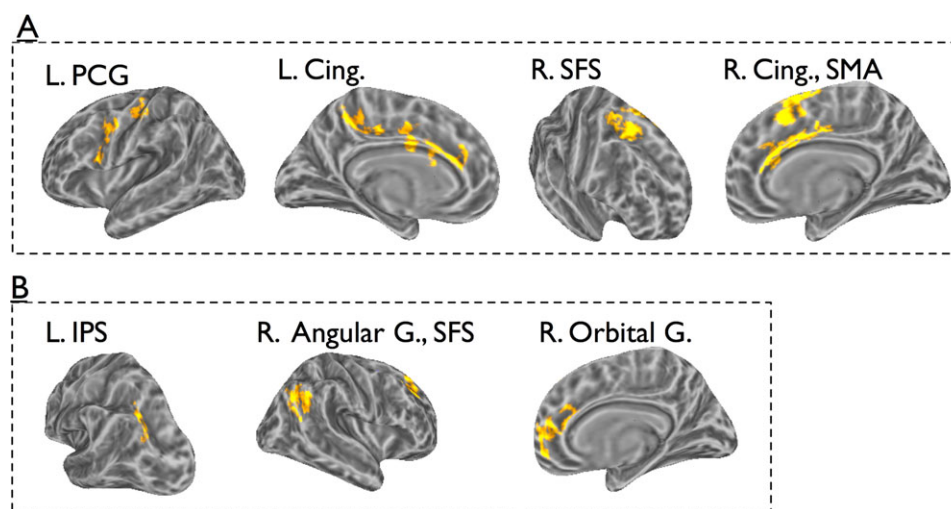 A
L. PCG
L. Cing.
R. SFS
R. Cing., SMA
B
L. IPS
R. Angular G., SFS
R. Orbital G.